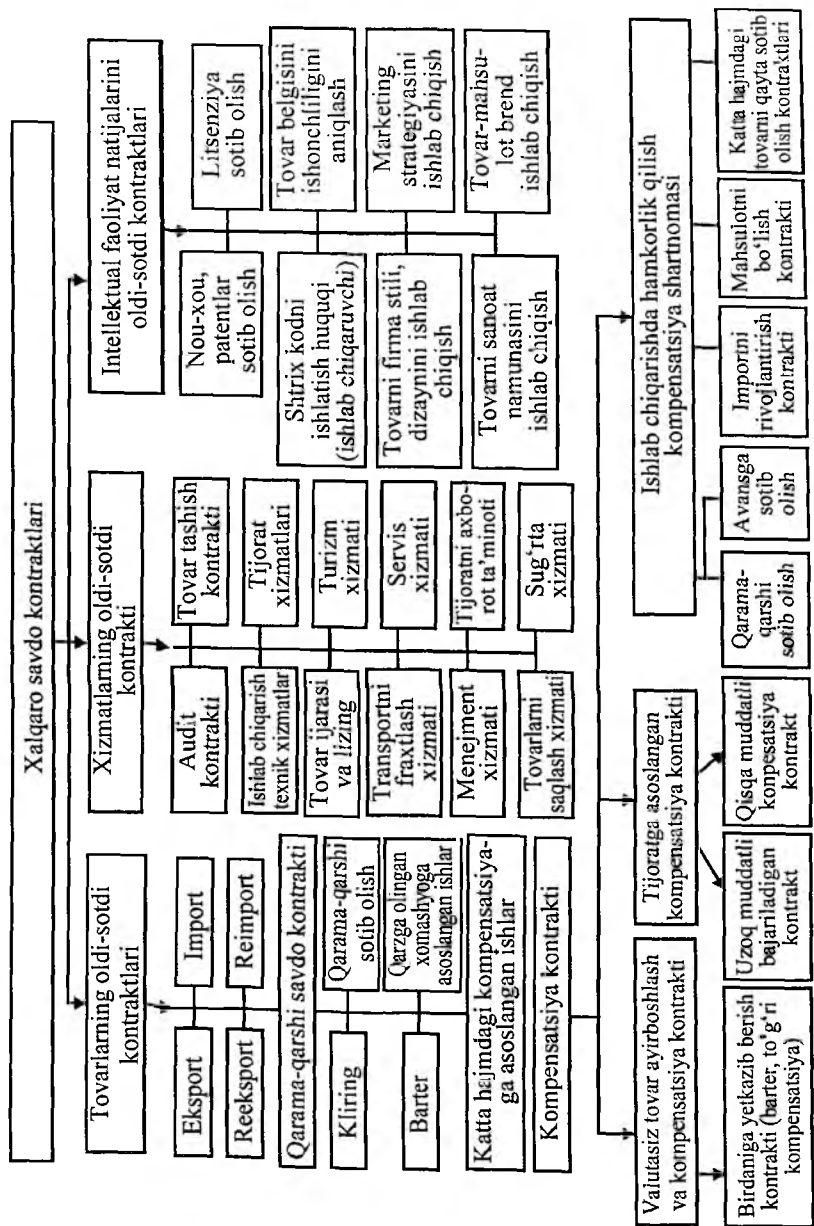 Xalqaro savdo kontraktlari
Tovarlarning oldi-sotdi
kontraktlari
Eksport
Import
Reeksport
Reimport
Qarama-qarshi savdo kontrakti
Kliring
Qarama-qarshi
sotib olish
Barter
Qarzga olingan
xomashyoga
asoslangan ishlar
Katta hajmdagi kompensatsiya-
ga asoslangan ishlar
Kompensatsiya kontrakti
Xizmatlarning oldi-sotdi
kontrakti
Audit
kontrakti
Tovar tashish
kontrakti
Ishlab chiqarish
texnik xizmatlar
Tijorat
xizmatlari
Tovar ijarasi
va lizing
Turizm
xizmati
Transportni
fraxtlash
xizmati
Servis
xizmati
Menejment
xizmati
Tijoratni axbo-
rot ta'minoti
Tovarlarni
saqlash xizmati
Sug‘rta
xizmati
Intellektual faoliyat natijalarini
oldi-sotdi kontraktlari
Nou-xou,
patentlar
sotib olish
Litsenziya
sotib olish
Shtrix kodni
ishlatish huquqi
(ishlab chiqaruvchi)
Tovar belgisini
ishonchliligini
aniqlash
Tovarni firma stili,
dizaynini ishlab
chiqish
Marketing
strategiyasini
ishlab chiqish
Tovarni sanoat
namunasini
ishlab chiqish
Tovar-mahsu-
lot brend
ishlab chiqish
Valutasiz tovar ayirboshlash
va kompensatsiya kontrakti
Birdaniga yetkazib berish
kontrakti (barter, to‘g‘ri
kompensatsiya)
Tijoratga asoslangan
kompensatsiya kontrakti
Uzoq muddatli
bajariladigan
kontrakt
Qisqa muddatli
konpesatsiya
kontrakt
Ishlab chiqarishda hamkorlik qilish
kompensatsiya shartnomasi
Qarama-
qarshi
sotib olish
Avansga
sotib
olish
Importni
rivojlantirish
kontrakti
Mahsulotni
bo‘lish
kontrakti
Katta hajmdagi
tovarni qayta sotib
olish kontraktlari